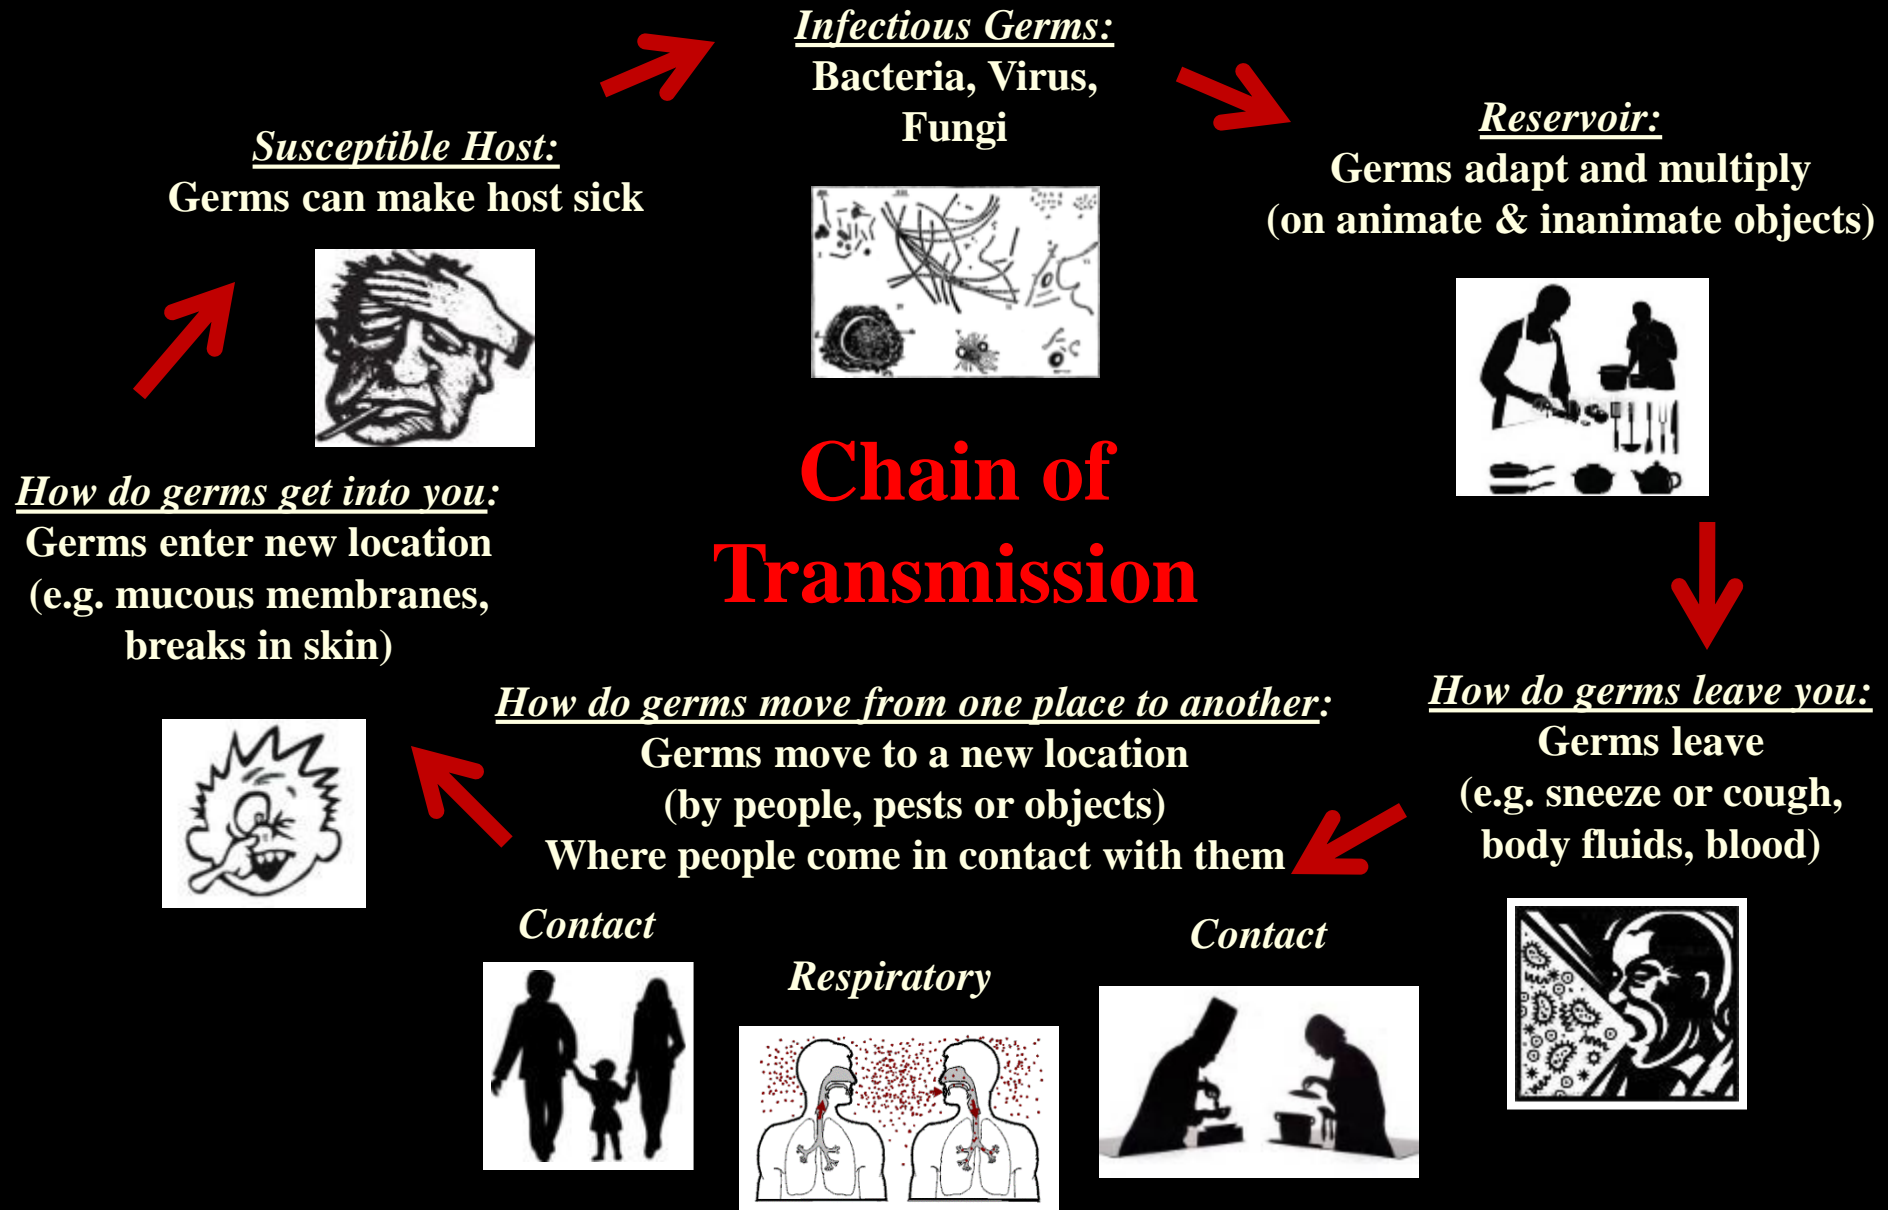 Infectious Germs:
Bacteria, Virus,
Fungi
Reservoir:
Germs adapt and multiply
(on animate & inanimate objects)
How do germs leave you:
Germs leave
(e.g. sneeze or cough,
body fluids, blood)
How do germs move from one place to another:
Germs move to a new location
(by people, pests or objects)
Where people come in contact with them
Contact
Respiratory
Contact
How do germs get into you:
Germs enter new location
(e.g. mucous membranes,
breaks in skin)
Susceptible Host:
Germs can make host sick
Chain of
Transmission